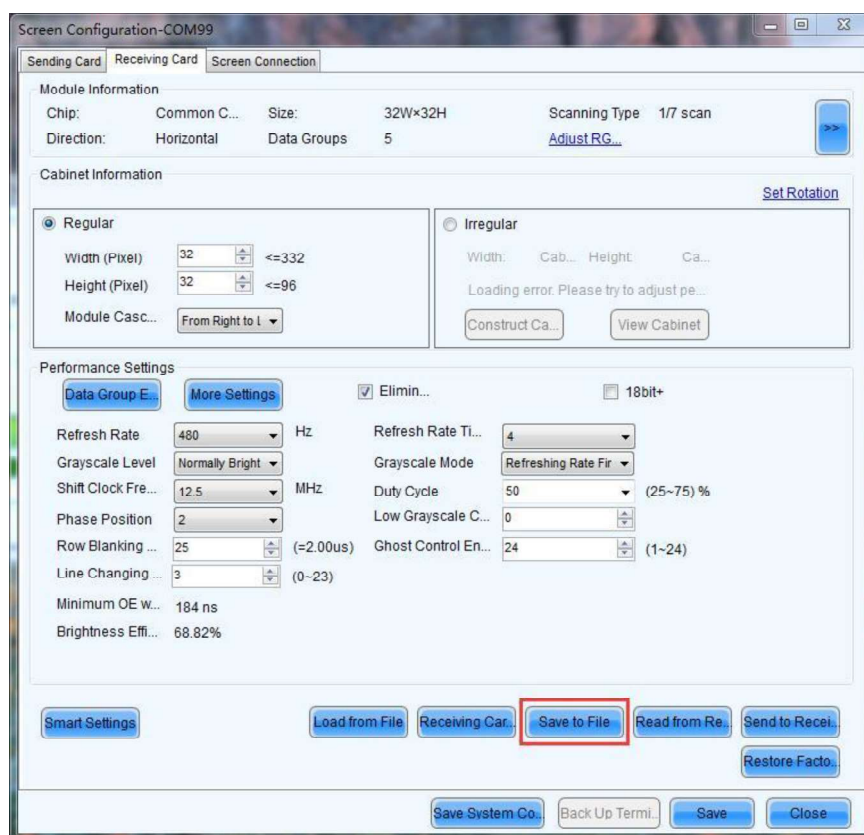 Screen Configuration-COM99
Sending Card Receiving Card Screen Connection
Module Information
Chip: Common C... Size: 32W×32H Scanning Type 1/7 scan
Direction: Horizontal Data Groups 5 Adjust RG...
>>
Cabinet Information
Set Rotation
Regular Irregular
Width (Pixel) 32 <=332 Width: Cab... Height: Ca...
Height (Pixel) 32 <=96 Loading error. Please try to adjust pe...
Module Casc... From Right to L Construct Ca... View Cabinet
Performance Settings
Data Group E... More Settings Elimin... 18bit+
Refresh Rate 480 Hz Refresh Rate Ti... 4
Grayscale Level Normally Bright Grayscale Mode Refreshing Rate Fir
Shift Clock Fre... 12.5 MHz Duty Cycle 50 (25~75) %
Phase Position 2 Low Grayscale C... 0
Row Blanking ... 25 (=2.00us) Ghost Control En... 24 (1~24)
Line Changing ... 3 (0~23)
Minimum OE w... 184 ns
Brightness Effi... 68.82%
Smart Settings Load from File Receiving Car... Save to File Read from Re... Send to Recei...
Restore Facto...
Save System Co... Back Up Termi... Save Close